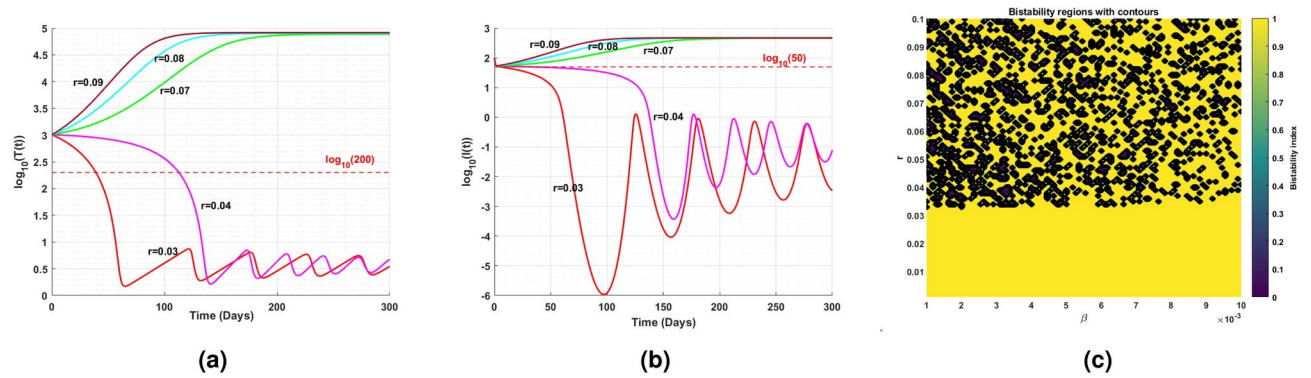 5
4.5
4
3.5
3
2.5
2
1.5
1
0.5
0
log10(T(t))
r=0.09
r=0.08
r=0.07
log10(200)
r=0.04
r=0.03
0
100
200
300
Time (Days)
(a)
3
2
1
0
-1
-2
-3
-4
-5
-6
log10(I(t))
r=0.09
r=0.08
r=0.07
log10(50)
r=0.04
r=0.03
0
100
200
300
Time (Days)
(b)
Bistability regions with contours
0.1
0.09
0.08
0.07
0.06
0.05
0.04
0.03
0.02
0.01
r
1 2 3 4 5 6 7 8 9 10
β
×10-3
1
0.9
0.8
0.7
0.6
0.5
0.4
0.3
0.2
0.1
0
Bistability index
(c)